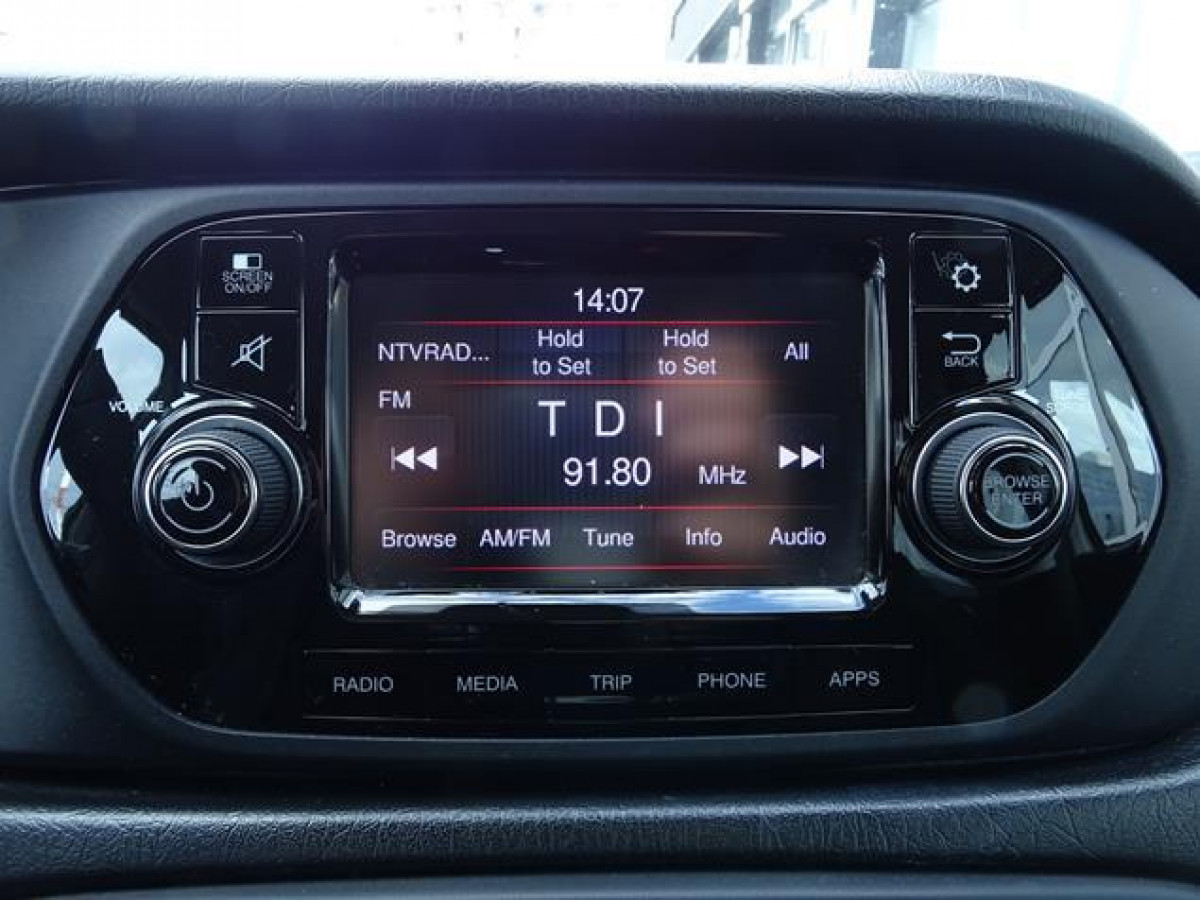 SCREEN
ON/OFF
14:07
NTVRAD...
Hold
to Set
Hold
to Set
All
BACK
VOLUME
FM
T D I
91.80 MHz
BROWSE
ENTER
Browse AM/FM Tune Info Audio
RADIO MEDIA TRIP PHONE APPS